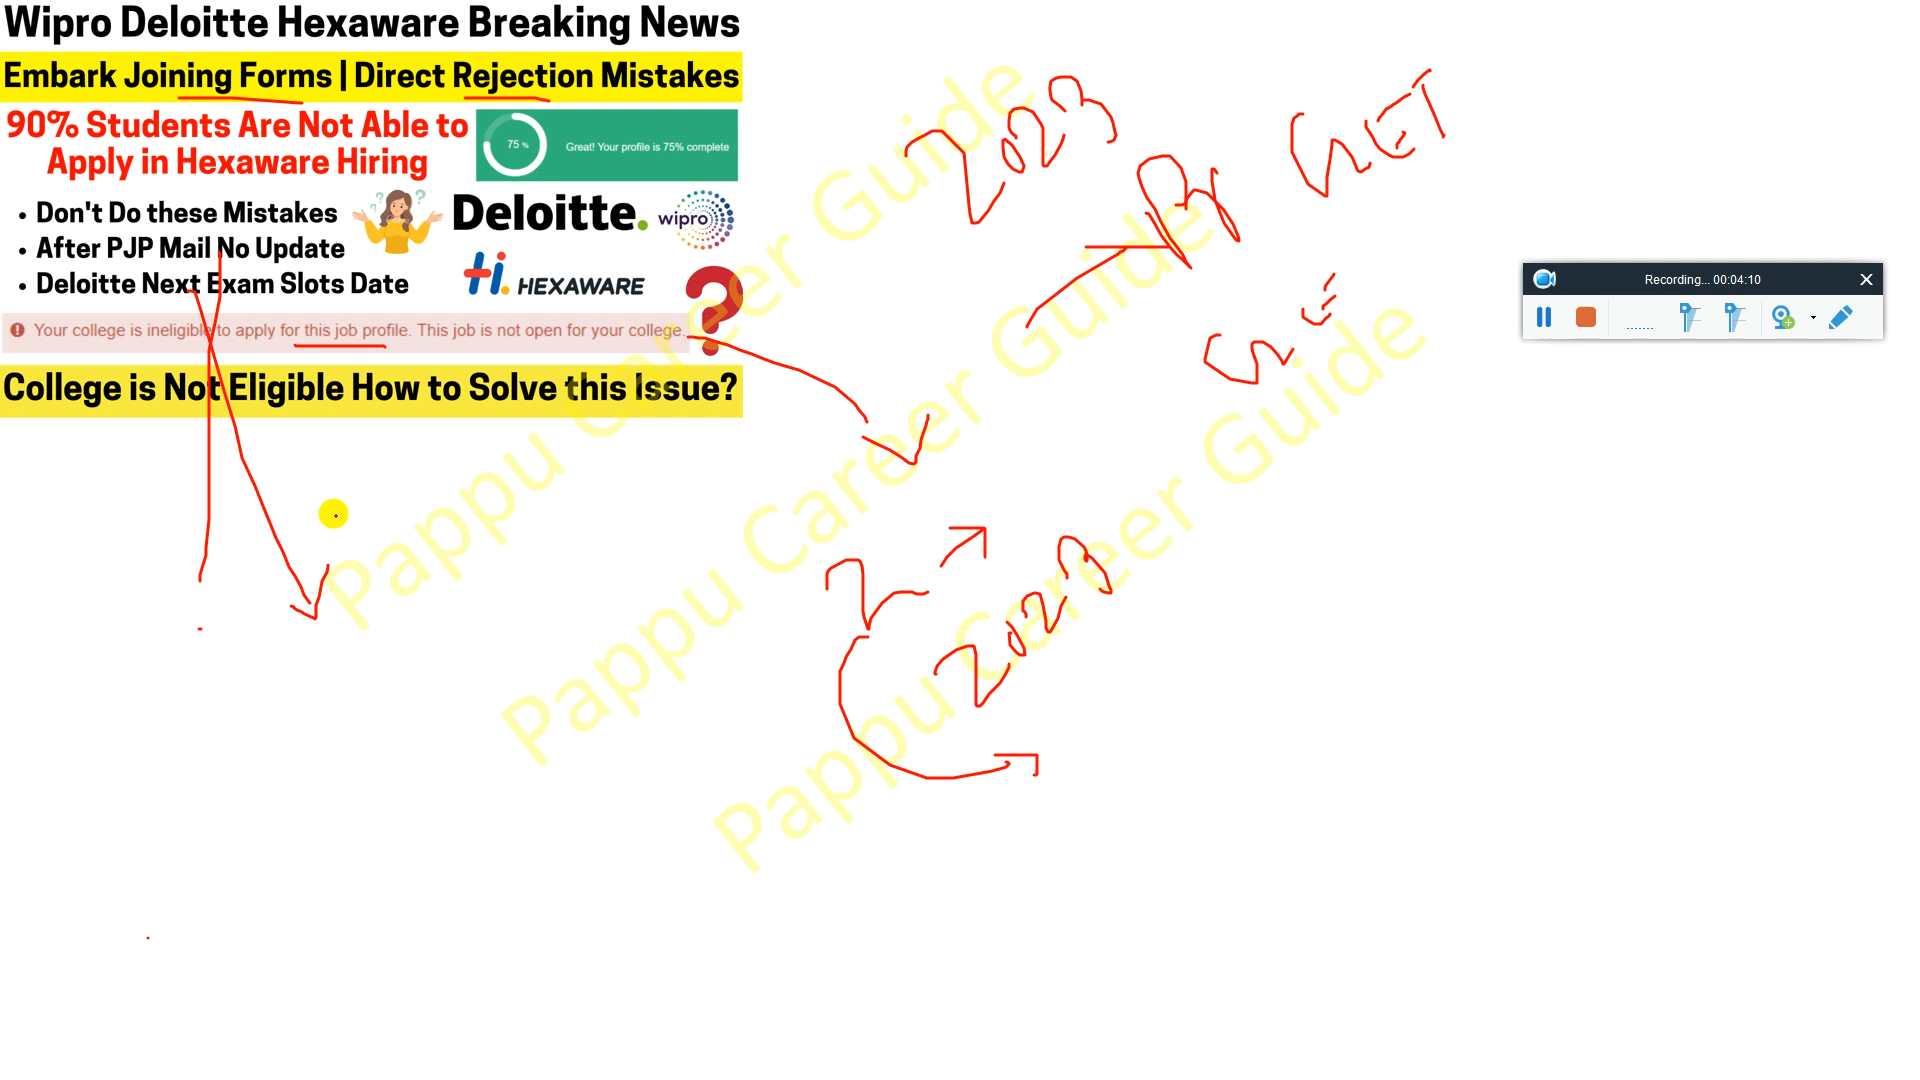 Wipro Deloitte Hexaware Breaking News
Embark Joining Forms | Direct Rejection Mistakes
90% Students Are Not Able to
Apply in Hexaware Hiring
75 %
Great! Your profile is 75% complete
• Don't Do these Mistakes
• After PJP Mail No Update
• Deloitte Next Exam Slots Date
Deloitte.
wipro
HEXAWARE
Your college is ineligible to apply for this job profile. This job is not open for your college.
College is Not Eligible How to Solve this Issue?
2023
GET
2023
Pappu Career Guide
Pappu Career Guide
Pappu Career Guide
Recording... 00:04:10